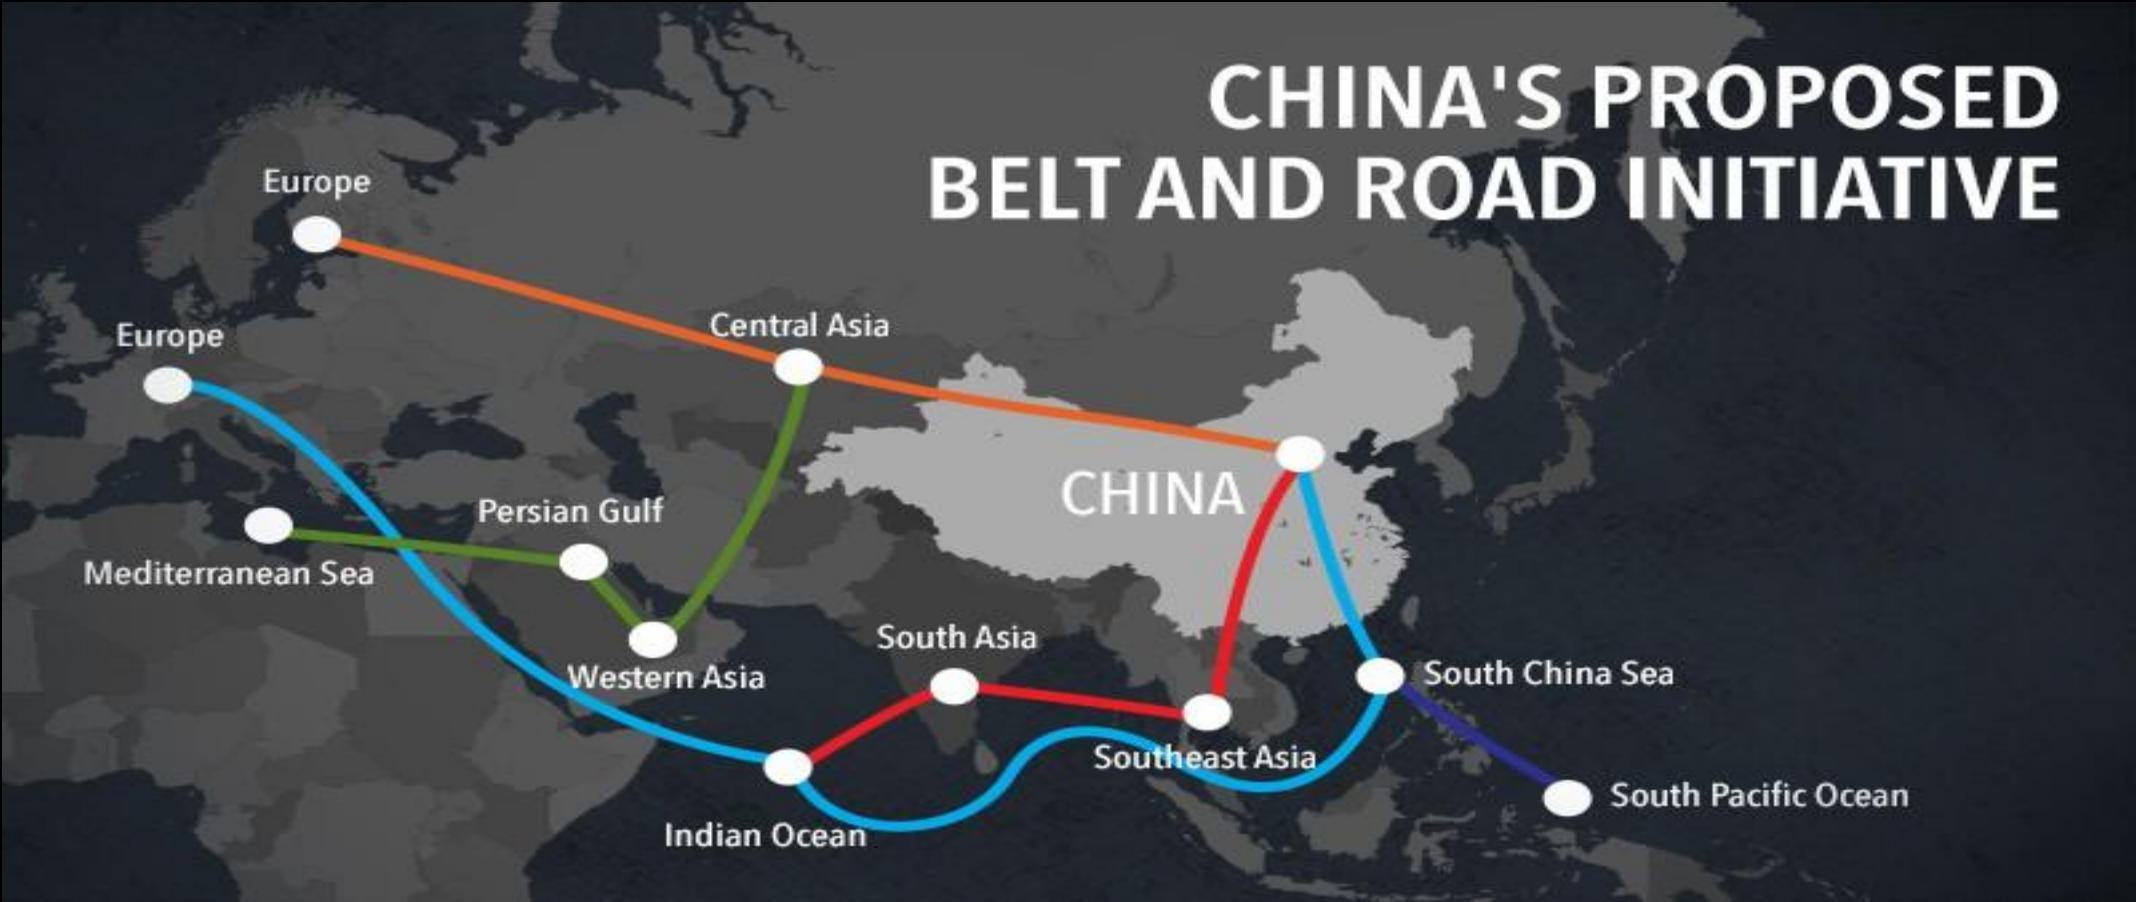 CHINA'S PROPOSED
BELT AND ROAD INITIATIVE
Europe
Europe
Central Asia
CHINA
Persian Gulf
Mediterranean Sea
Western Asia
South Asia
South China Sea
Southeast Asia
South Pacific Ocean
Indian Ocean